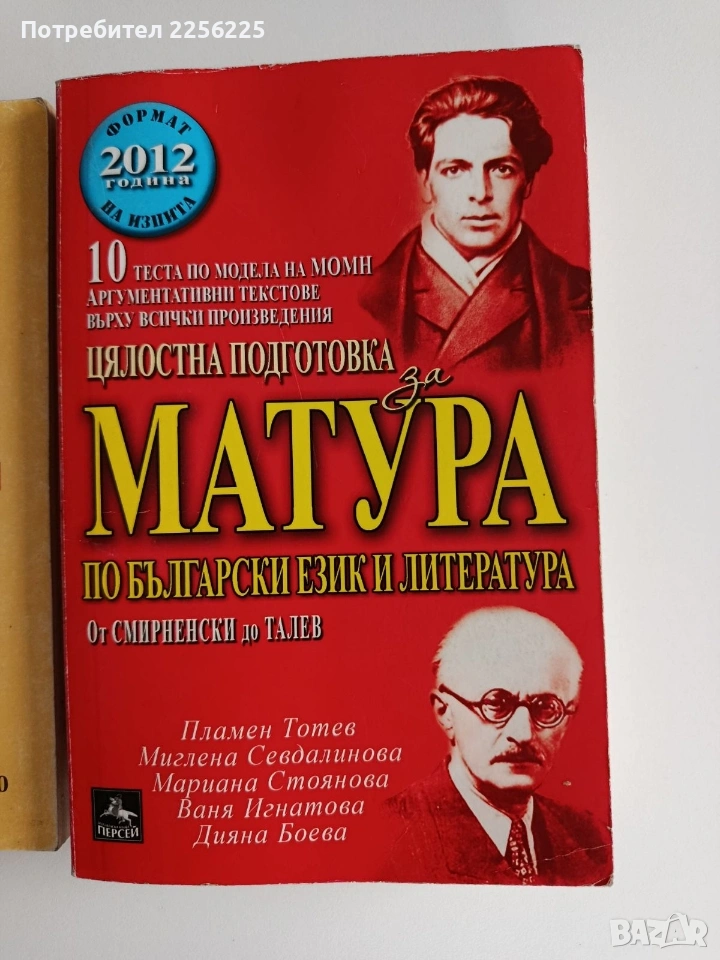 Потребител 2256225
ФОРМАТ
2012
година
НА ИЗПИТА
10 ТЕСТА ПО МОДЕЛА НА МОМН
АРГУМЕНТАТИВНИ ТЕКСТОВЕ
ВЪРХУ ВСИЧКИ ПРОИЗВЕДЕНИЯ
ЦЯЛОСТНА ПОДГОТОВКА
за
МАТУРА
ПО БЪЛГАРСКИ ЕЗИК И ЛИТЕРАТУРА
От СМИРНЕНСКИ до ТАЛЕВ
Пламен Тотев
Миглена Севдалинова
Мариана Стоянова
Ваня Игнатова
Дияна Боева
ПЕРСЕЙ
BAZAR